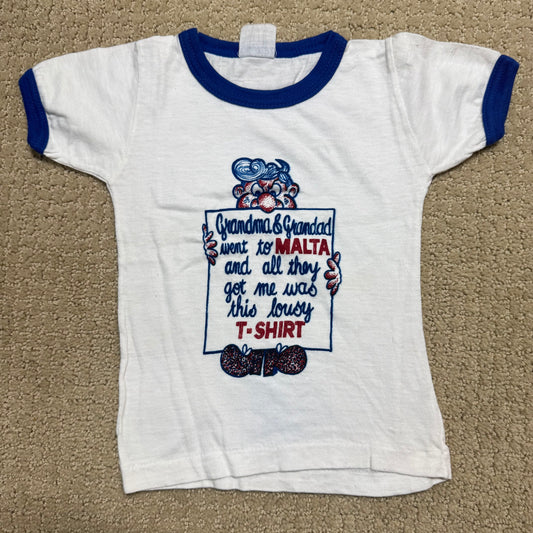 Grandma & Grandad
went to MALTA
and all they
got me was
this lousy
T-SHIRT